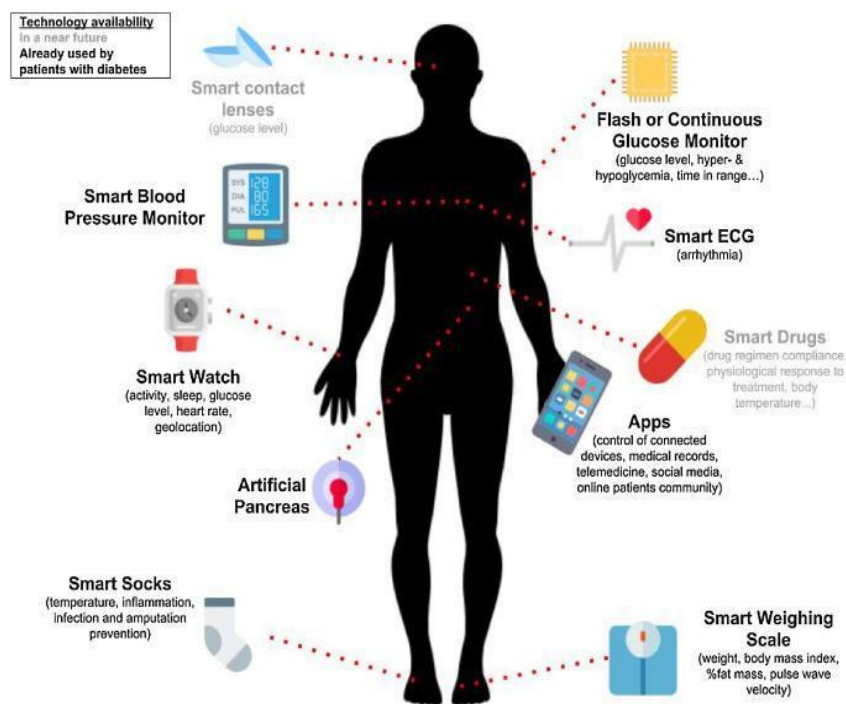 Technology availability
In a near future
Already used by
patients with diabetes
Smart contact
lenses
(glucose level)
Flash or Continuous
Glucose Monitor
(glucose level, hyper- &
hypoglycemia, time in range...)
Smart Blood
Pressure Monitor
SYS 128
DIA 80
PUL 165
Smart ECG
(arrhythmia)
Smart Watch
(activity, sleep, glucose
level, heart rate,
geolocation)
Smart Drugs
(drug regimen compliance,
physiological response to
treatment, body
temperature...)
Apps
(control of connected
devices, medical records,
telemedicine, social media,
online patients community)
Artificial
Pancreas
Smart Socks
(temperature, inflammation,
infection and amputation
prevention)
Smart Weighing
Scale
(weight, body mass index,
%fat mass, pulse wave
velocity)